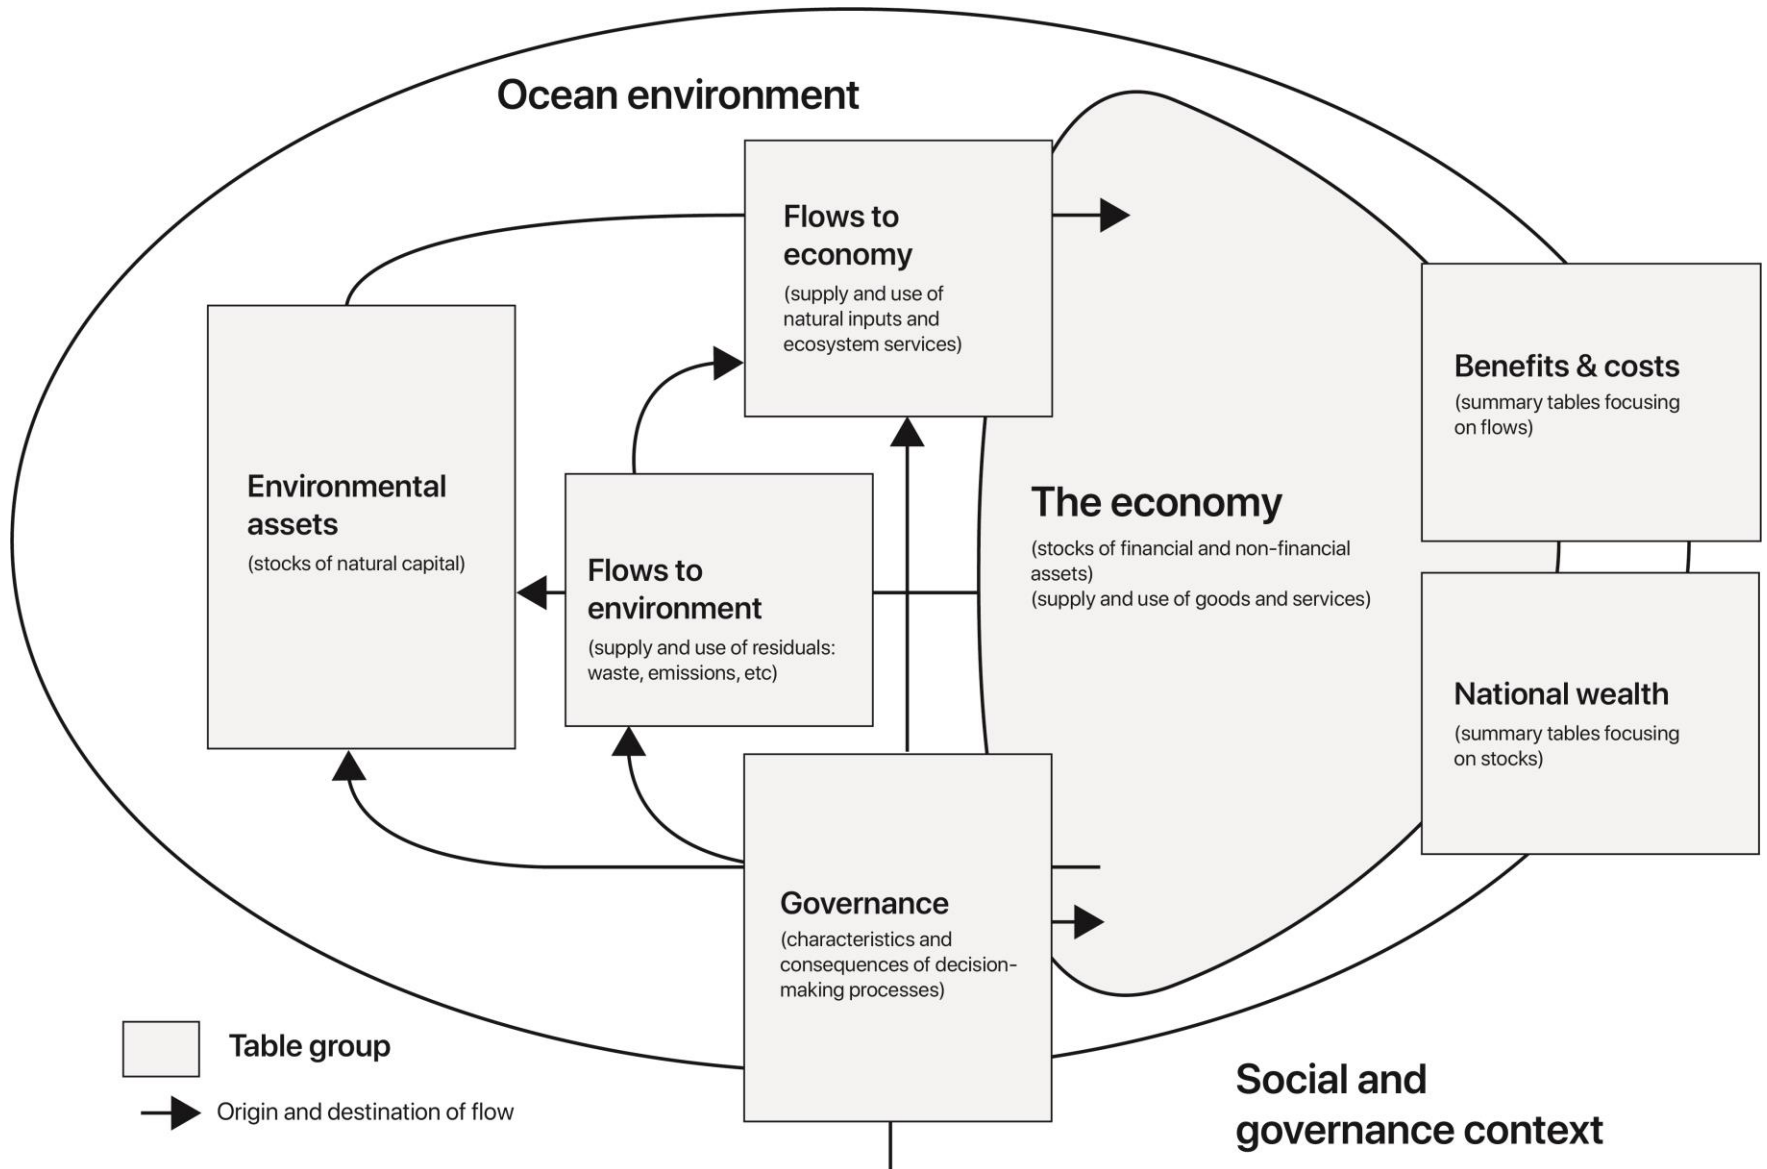 Ocean environment
Flows to
economy
(supply and use of
natural inputs and
ecosystem services)
Environmental
assets
(stocks of natural capital)
Flows to
environment
(supply and use of residuals:
waste, emissions, etc)
The economy
(stocks of financial and non-financial
assets)
(supply and use of goods and services)
Benefits & costs
(summary tables focusing
on flows)
National wealth
(summary tables focusing
on stocks)
Governance
(characteristics and
consequences of decision-
making processes)
Table group
Origin and destination of flow
Social and
governance context